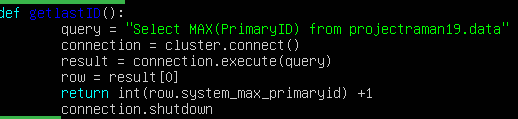 def getlastID():
query = "Select MAX(PrimaryID) from projectraman19.data"
connection = cluster.connect()
result = connection.execute(query)
row = result[0]
return int(row.system_max_primaryid) +1
connection.shutdown